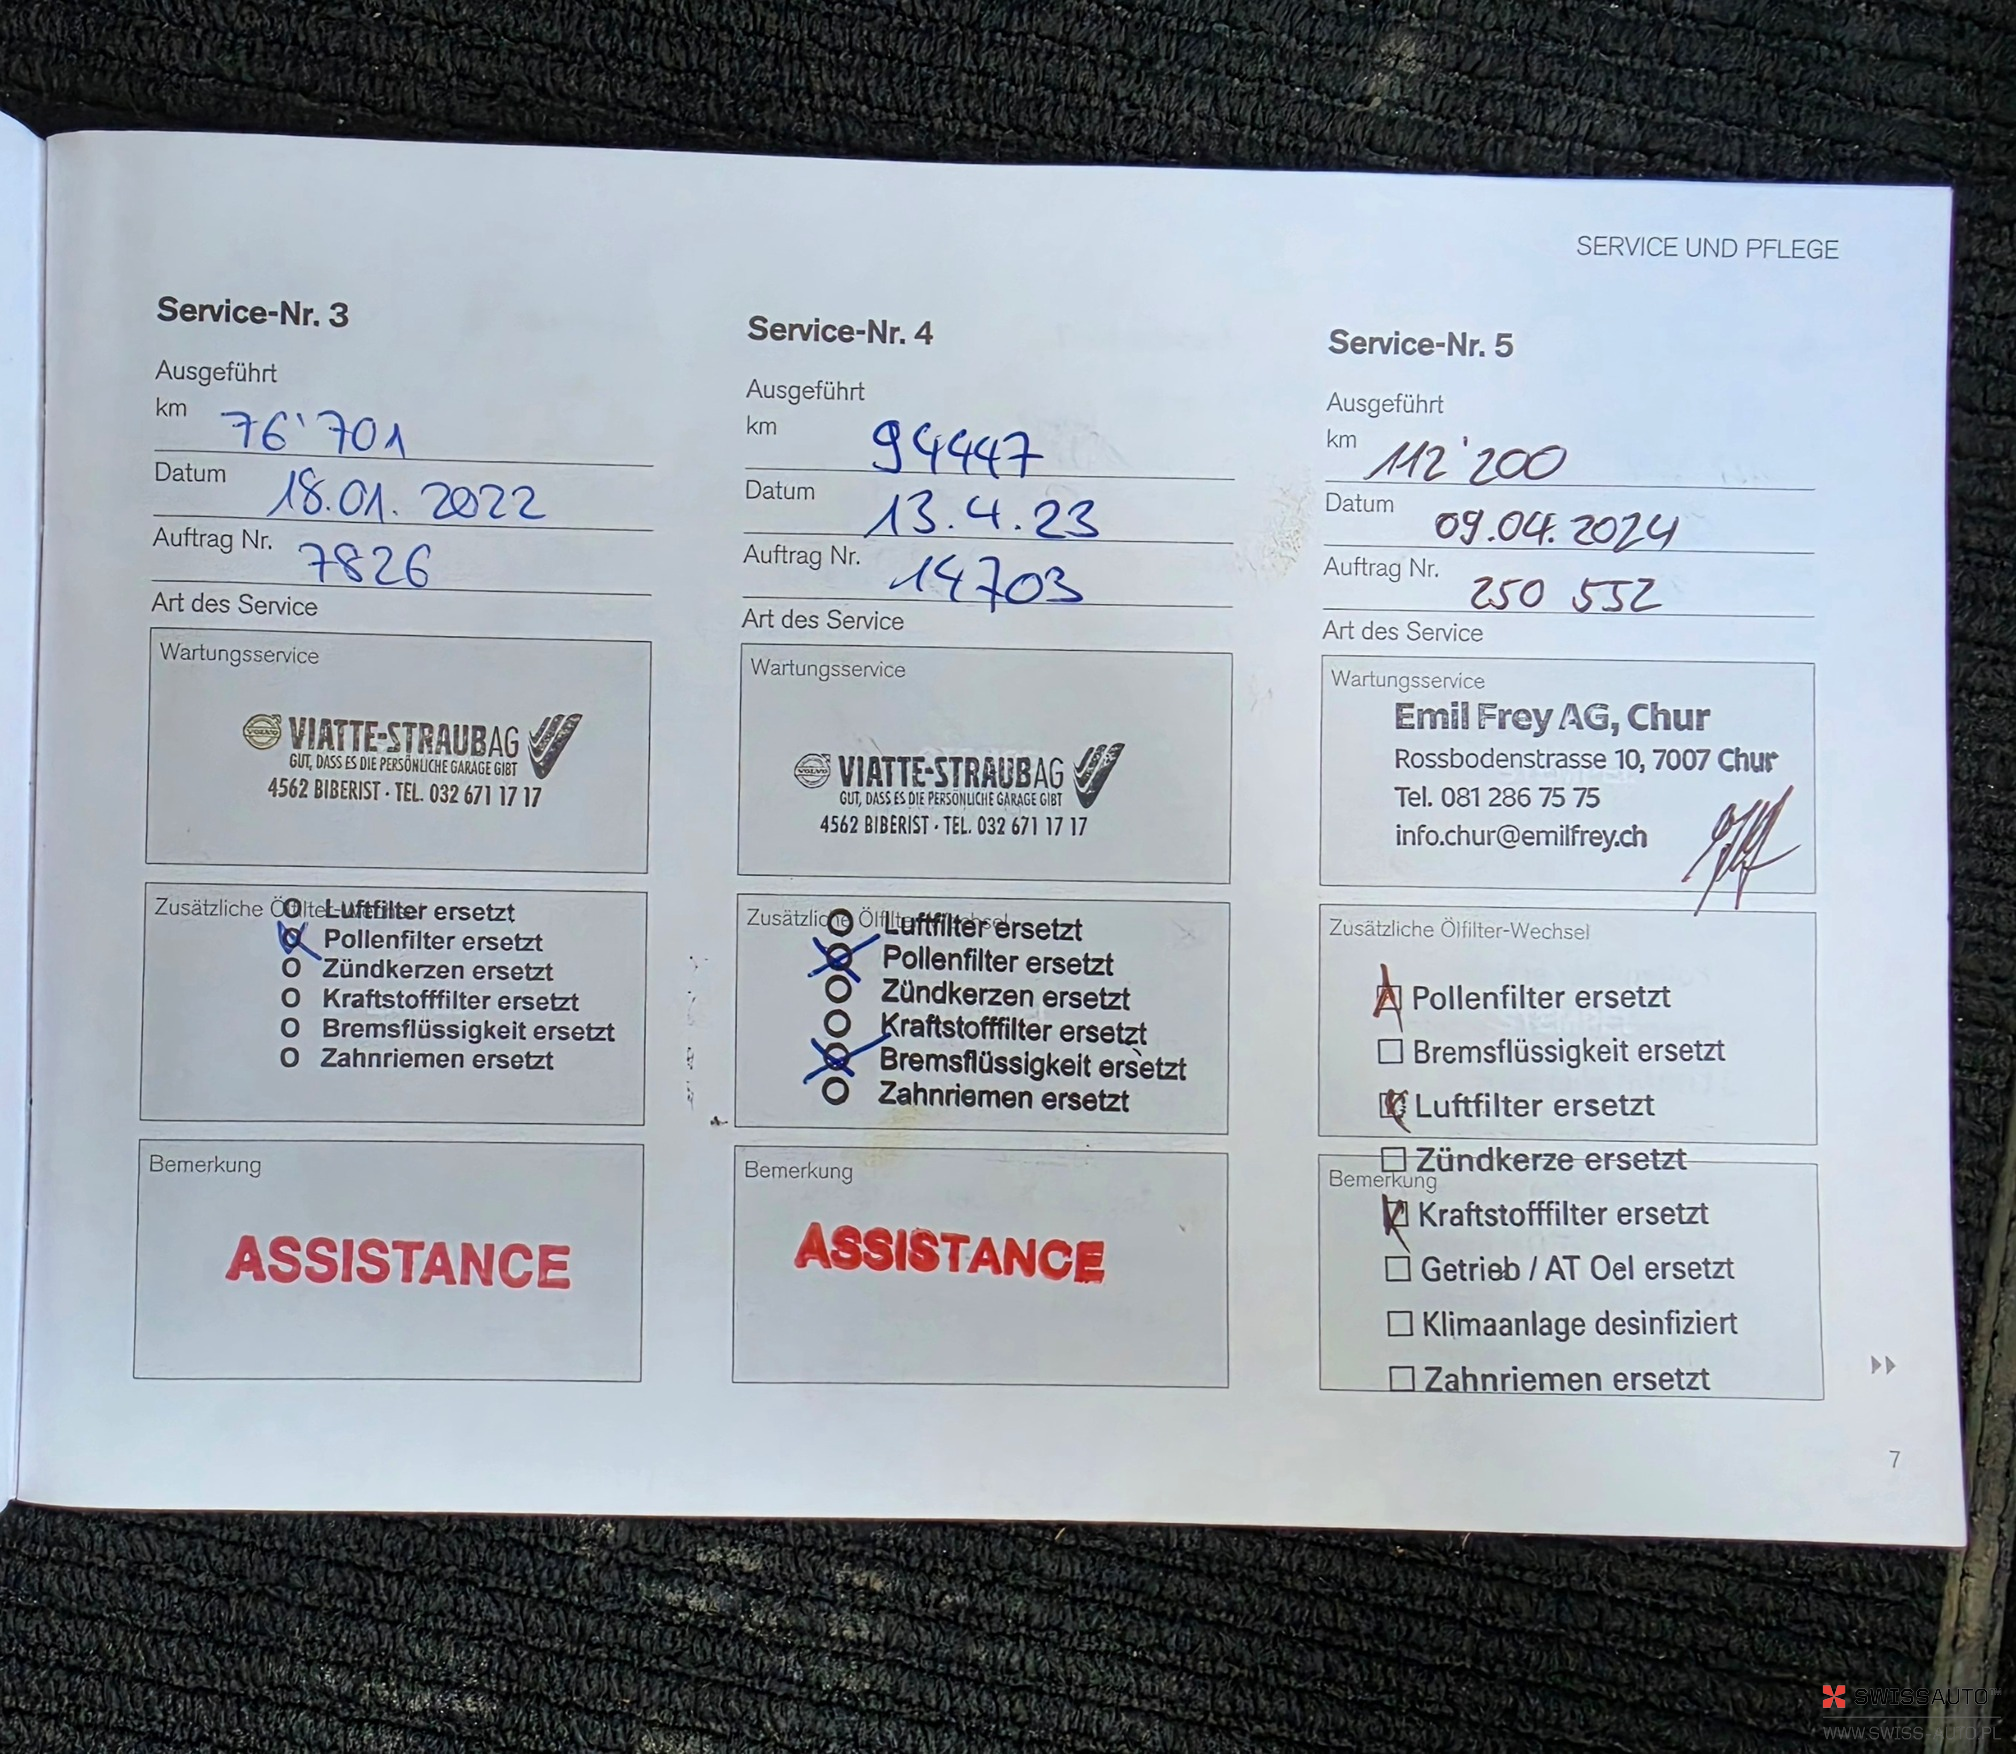 SERVICE UND PFLEGE
Service-Nr. 3
Ausgeführt
km 76'701
Datum 18.01.2022
Auftrag Nr. 7826
Art des Service
Wartungsservice
VOLVO VIATTE-STRAUB AG
GUT, DASS ES DIE PERSÖNLICHE GARAGE GIBT
4562 BIBERIST · TEL. 032 671 17 17
Zusätzliche
O Luftfilter ersetzt
O Pollenfilter ersetzt
O Zündkerzen ersetzt
O Kraftstofffilter ersetzt
O Bremsflüssigkeit ersetzt
O Zahnriemen ersetzt
Bemerkung
ASSISTANCE
Service-Nr. 4
Ausgeführt
km 94447
Datum 13.4.23
Auftrag Nr. 14703
Art des Service
Wartungsservice
VOLVO VIATTE-STRAUB AG
GUT, DASS ES DIE PERSÖNLICHE GARAGE GIBT
4562 BIBERIST · TEL. 032 671 17 17
Zusätzliche
O Luftfilter ersetzt
O Pollenfilter ersetzt
O Zündkerzen ersetzt
O Kraftstofffilter ersetzt
O Bremsflüssigkeit ersetzt
O Zahnriemen ersetzt
Bemerkung
ASSISTANCE
Service-Nr. 5
Ausgeführt
km 112'200
Datum 09.04.2024
Auftrag Nr. 250 552
Art des Service
Wartungsservice
Emil Frey AG, Chur
Rossbodenstrasse 10, 7007 Chur
Tel. 081 286 75 75
info.chur@emilfrey.ch
Zusätzliche Ölfilter-Wechsel
Pollenfilter ersetzt
Bremsflüssigkeit ersetzt
Luftfilter ersetzt
Zündkerze ersetzt
Bemerkung
Kraftstofffilter ersetzt
Getrieb / AT Oel ersetzt
Klimaanlage desinfiziert
Zahnriemen ersetzt
7
SWISSAUTO
WWW.SWISS-AUTO.PL